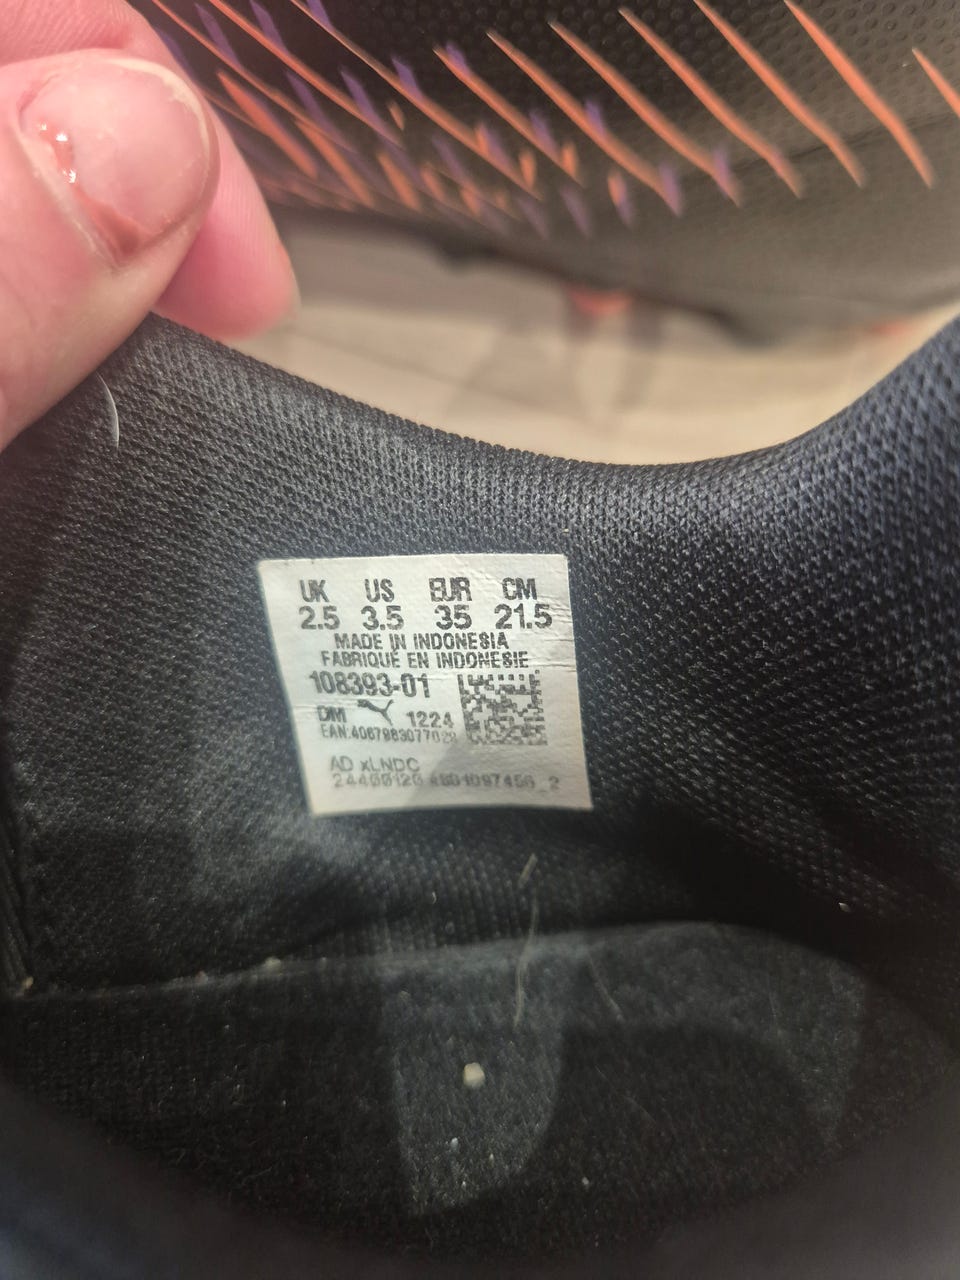 UK US EUR CM
2.5 3.5 35 21.5
MADE IN INDONESIA
FABRIQUÉ EN INDONESIE
108393-01
DM 1224
AD xLNDC